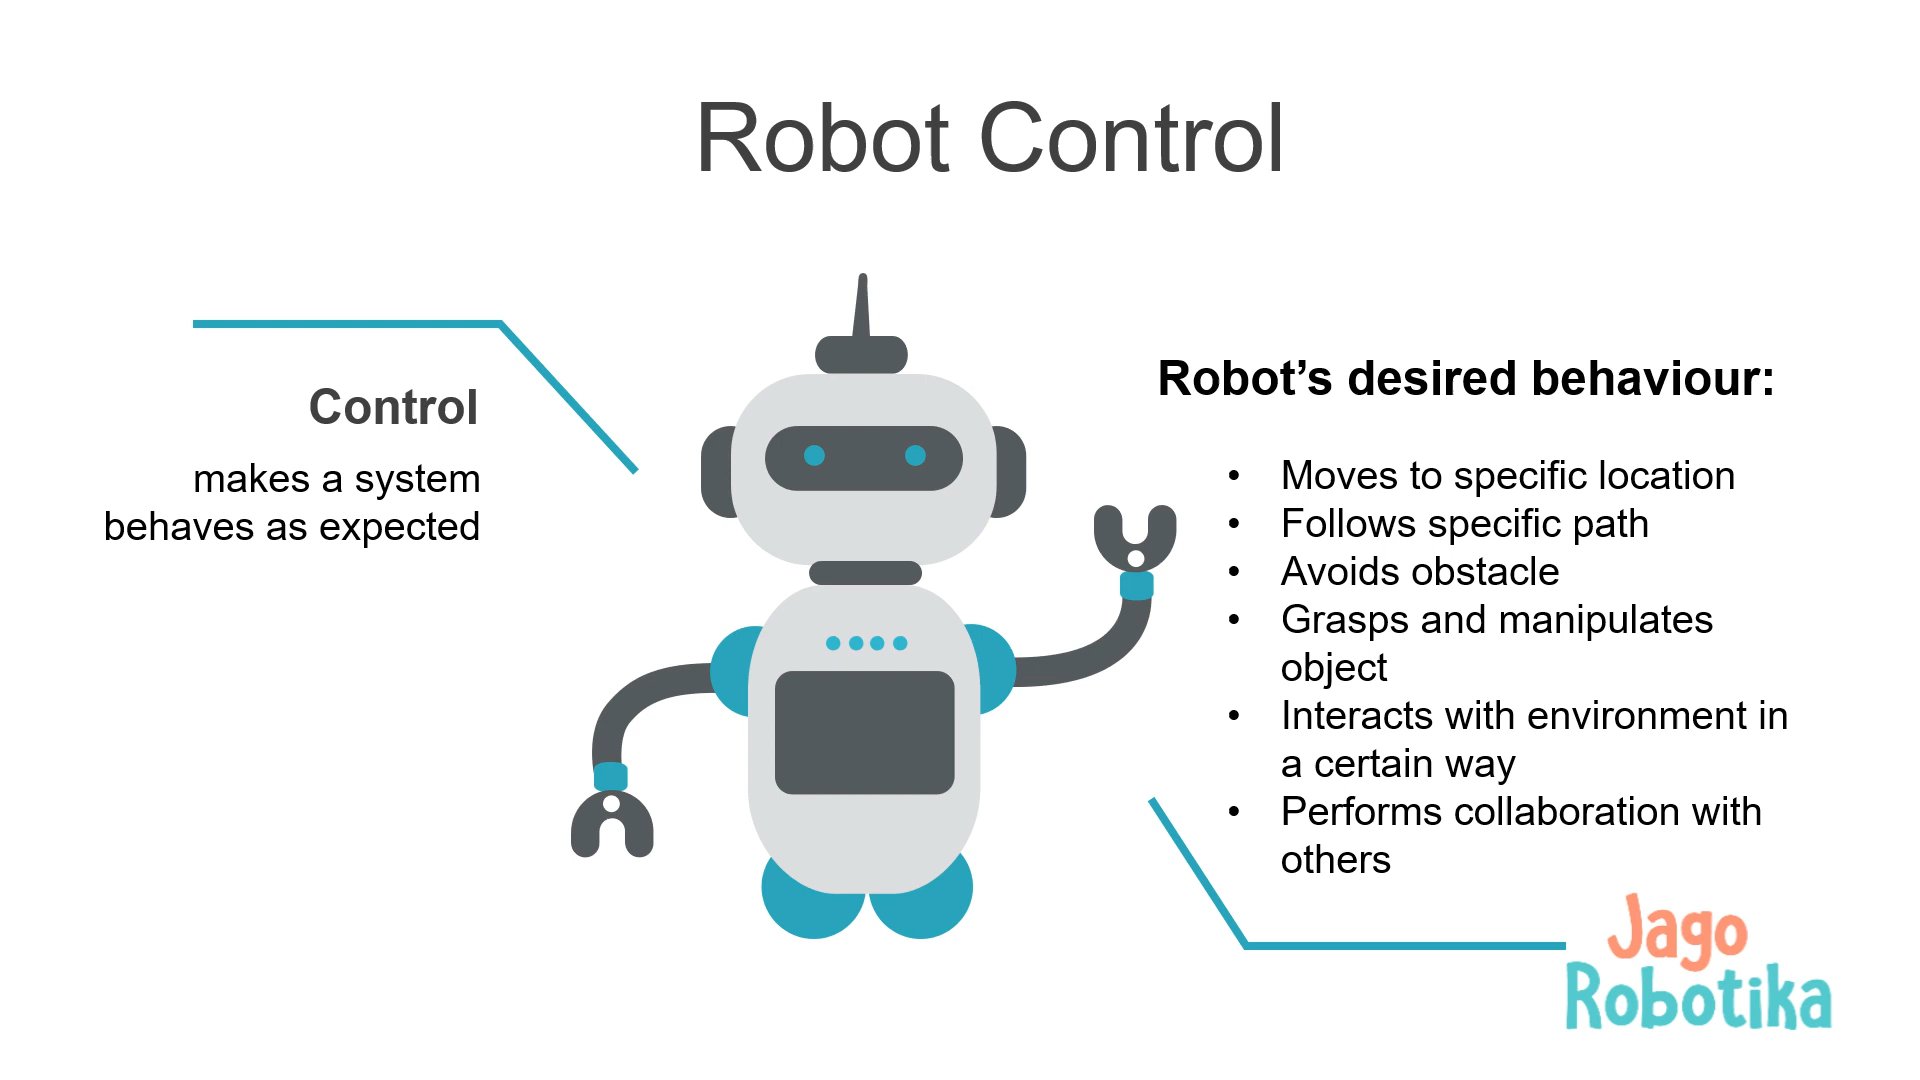 Robot Control
Control
makes a system
behaves as expected
Robot’s desired behaviour:
• Moves to specific location
• Follows specific path
• Avoids obstacle
• Grasps and manipulates
object
• Interacts with environment in
a certain way
• Performs collaboration with
others
Jago
Robotika